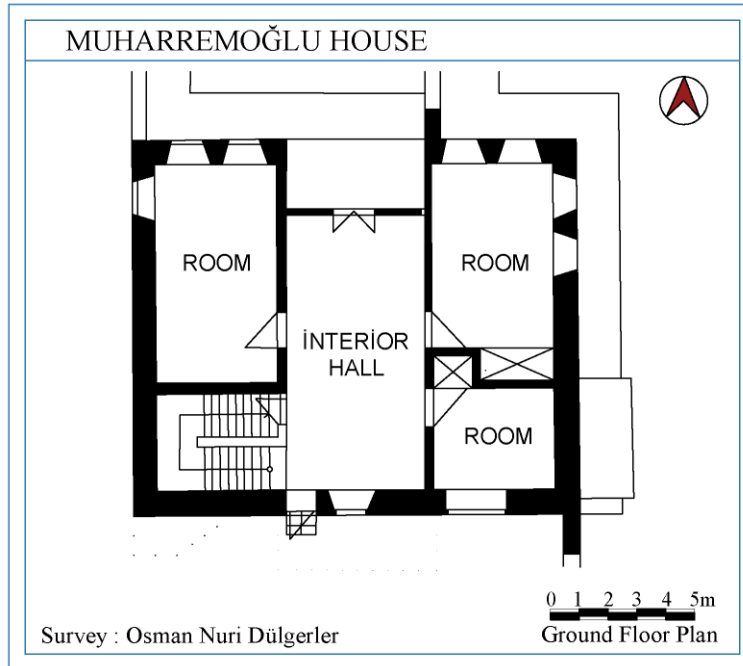 MUHARREMOĞLU HOUSE
ROOM
ROOM
İNTERİOR
HALL
ROOM
0 1 2 3 4 5m
Survey : Osman Nuri Dülgerler
Ground Floor Plan